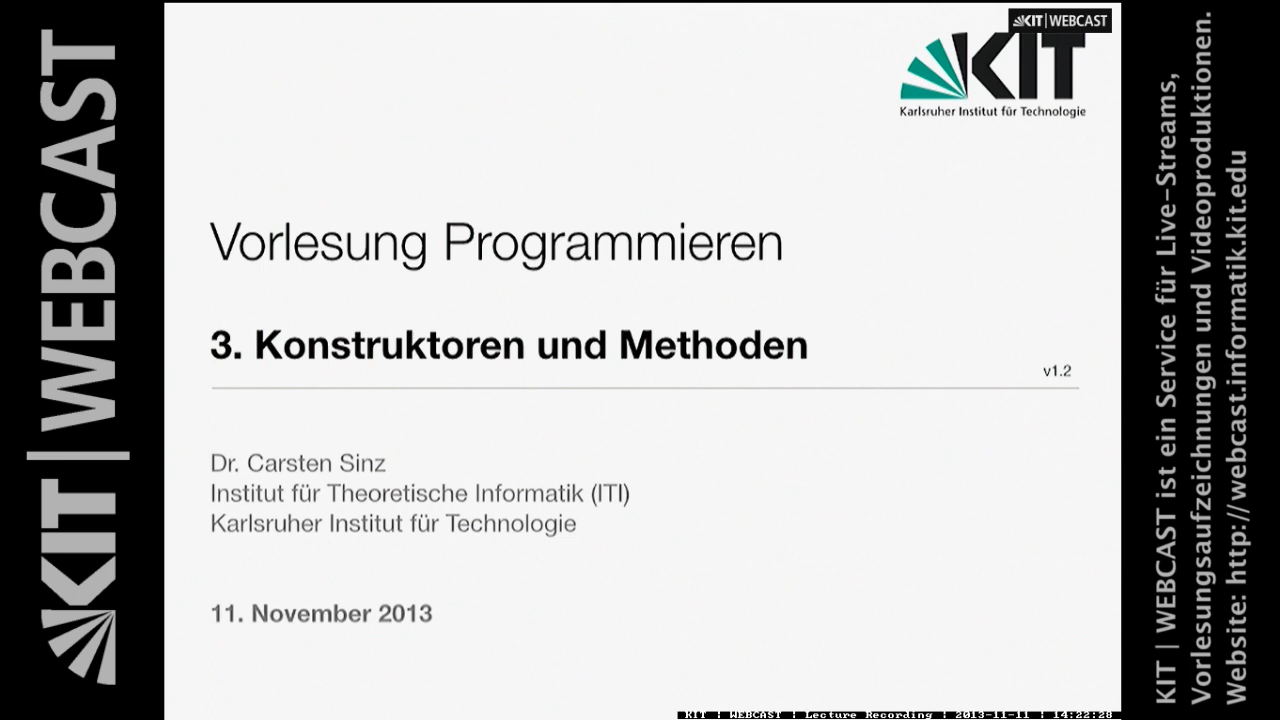 KIT | WEBCAST
KIT | WEBCAST
KIT
Karlsruher Institut für Technologie
Vorlesung Programmieren
3. Konstruktoren und Methoden
v1.2
Dr. Carsten Sinz
Institut für Theoretische Informatik (ITI)
Karlsruher Institut für Technologie
11. November 2013
KIT | WEBCAST | Lecture Recording | 2013-11-11 | 14:22:28
KIT | WEBCAST ist ein Service für Live-Streams,
Vorlesungsaufzeichnungen und Videoproduktionen.
Website: http://webcast.informatik.kit.edu